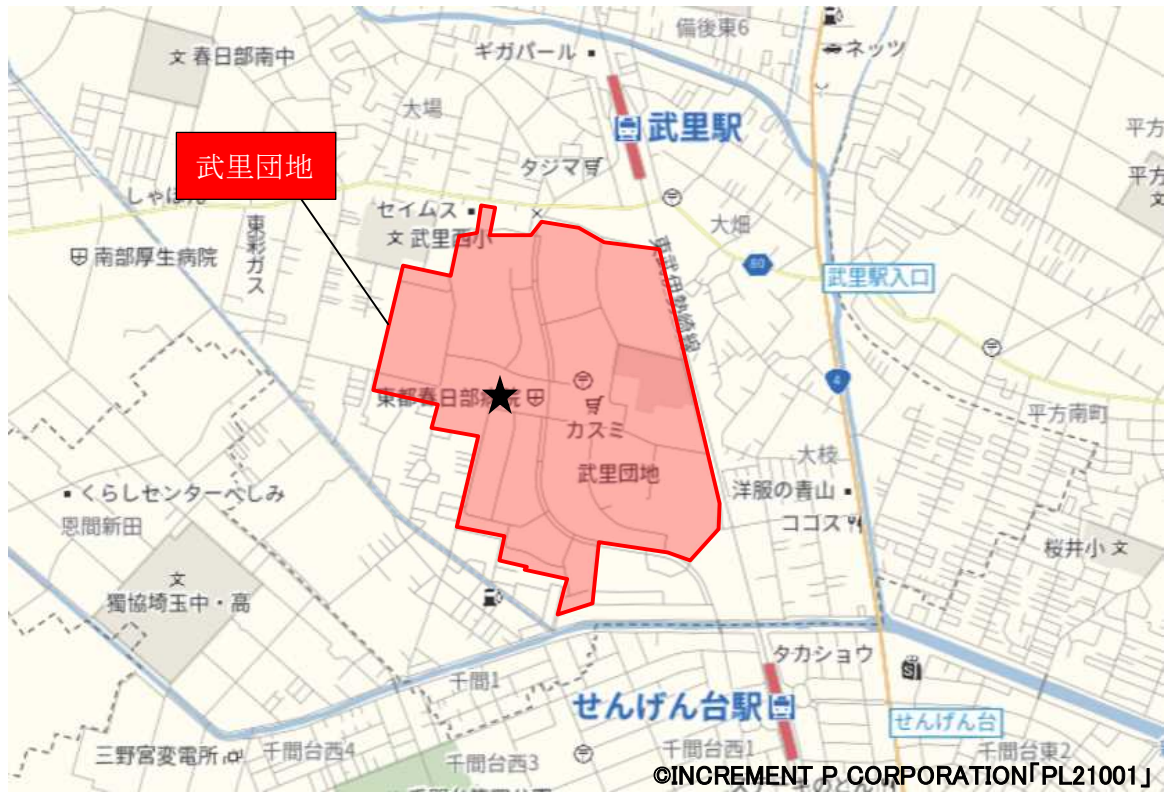 備後東6
ギガパール
ネッツ
春日部南中
大場
武里駅
平方
武里団地
タジマ
平方
しゃぼん
セイムス
大畑
武里西小
東彩ガス
南部厚生病院
東武伊勢崎線
80
武里駅入口
4
東都春日部病院
カスミ
平方南町
大枝
武里団地
洋服の青山
くらしセンターべしみ
ココス
恩間新田
桜井小
獨協埼玉中・高
タカショウ
千間1
せんげん台駅
せんげん台
三野宮変電所
千間台西4
千間台西3
千間台西1
千間台東2
©INCREMENT P CORPORATION「PL21001」